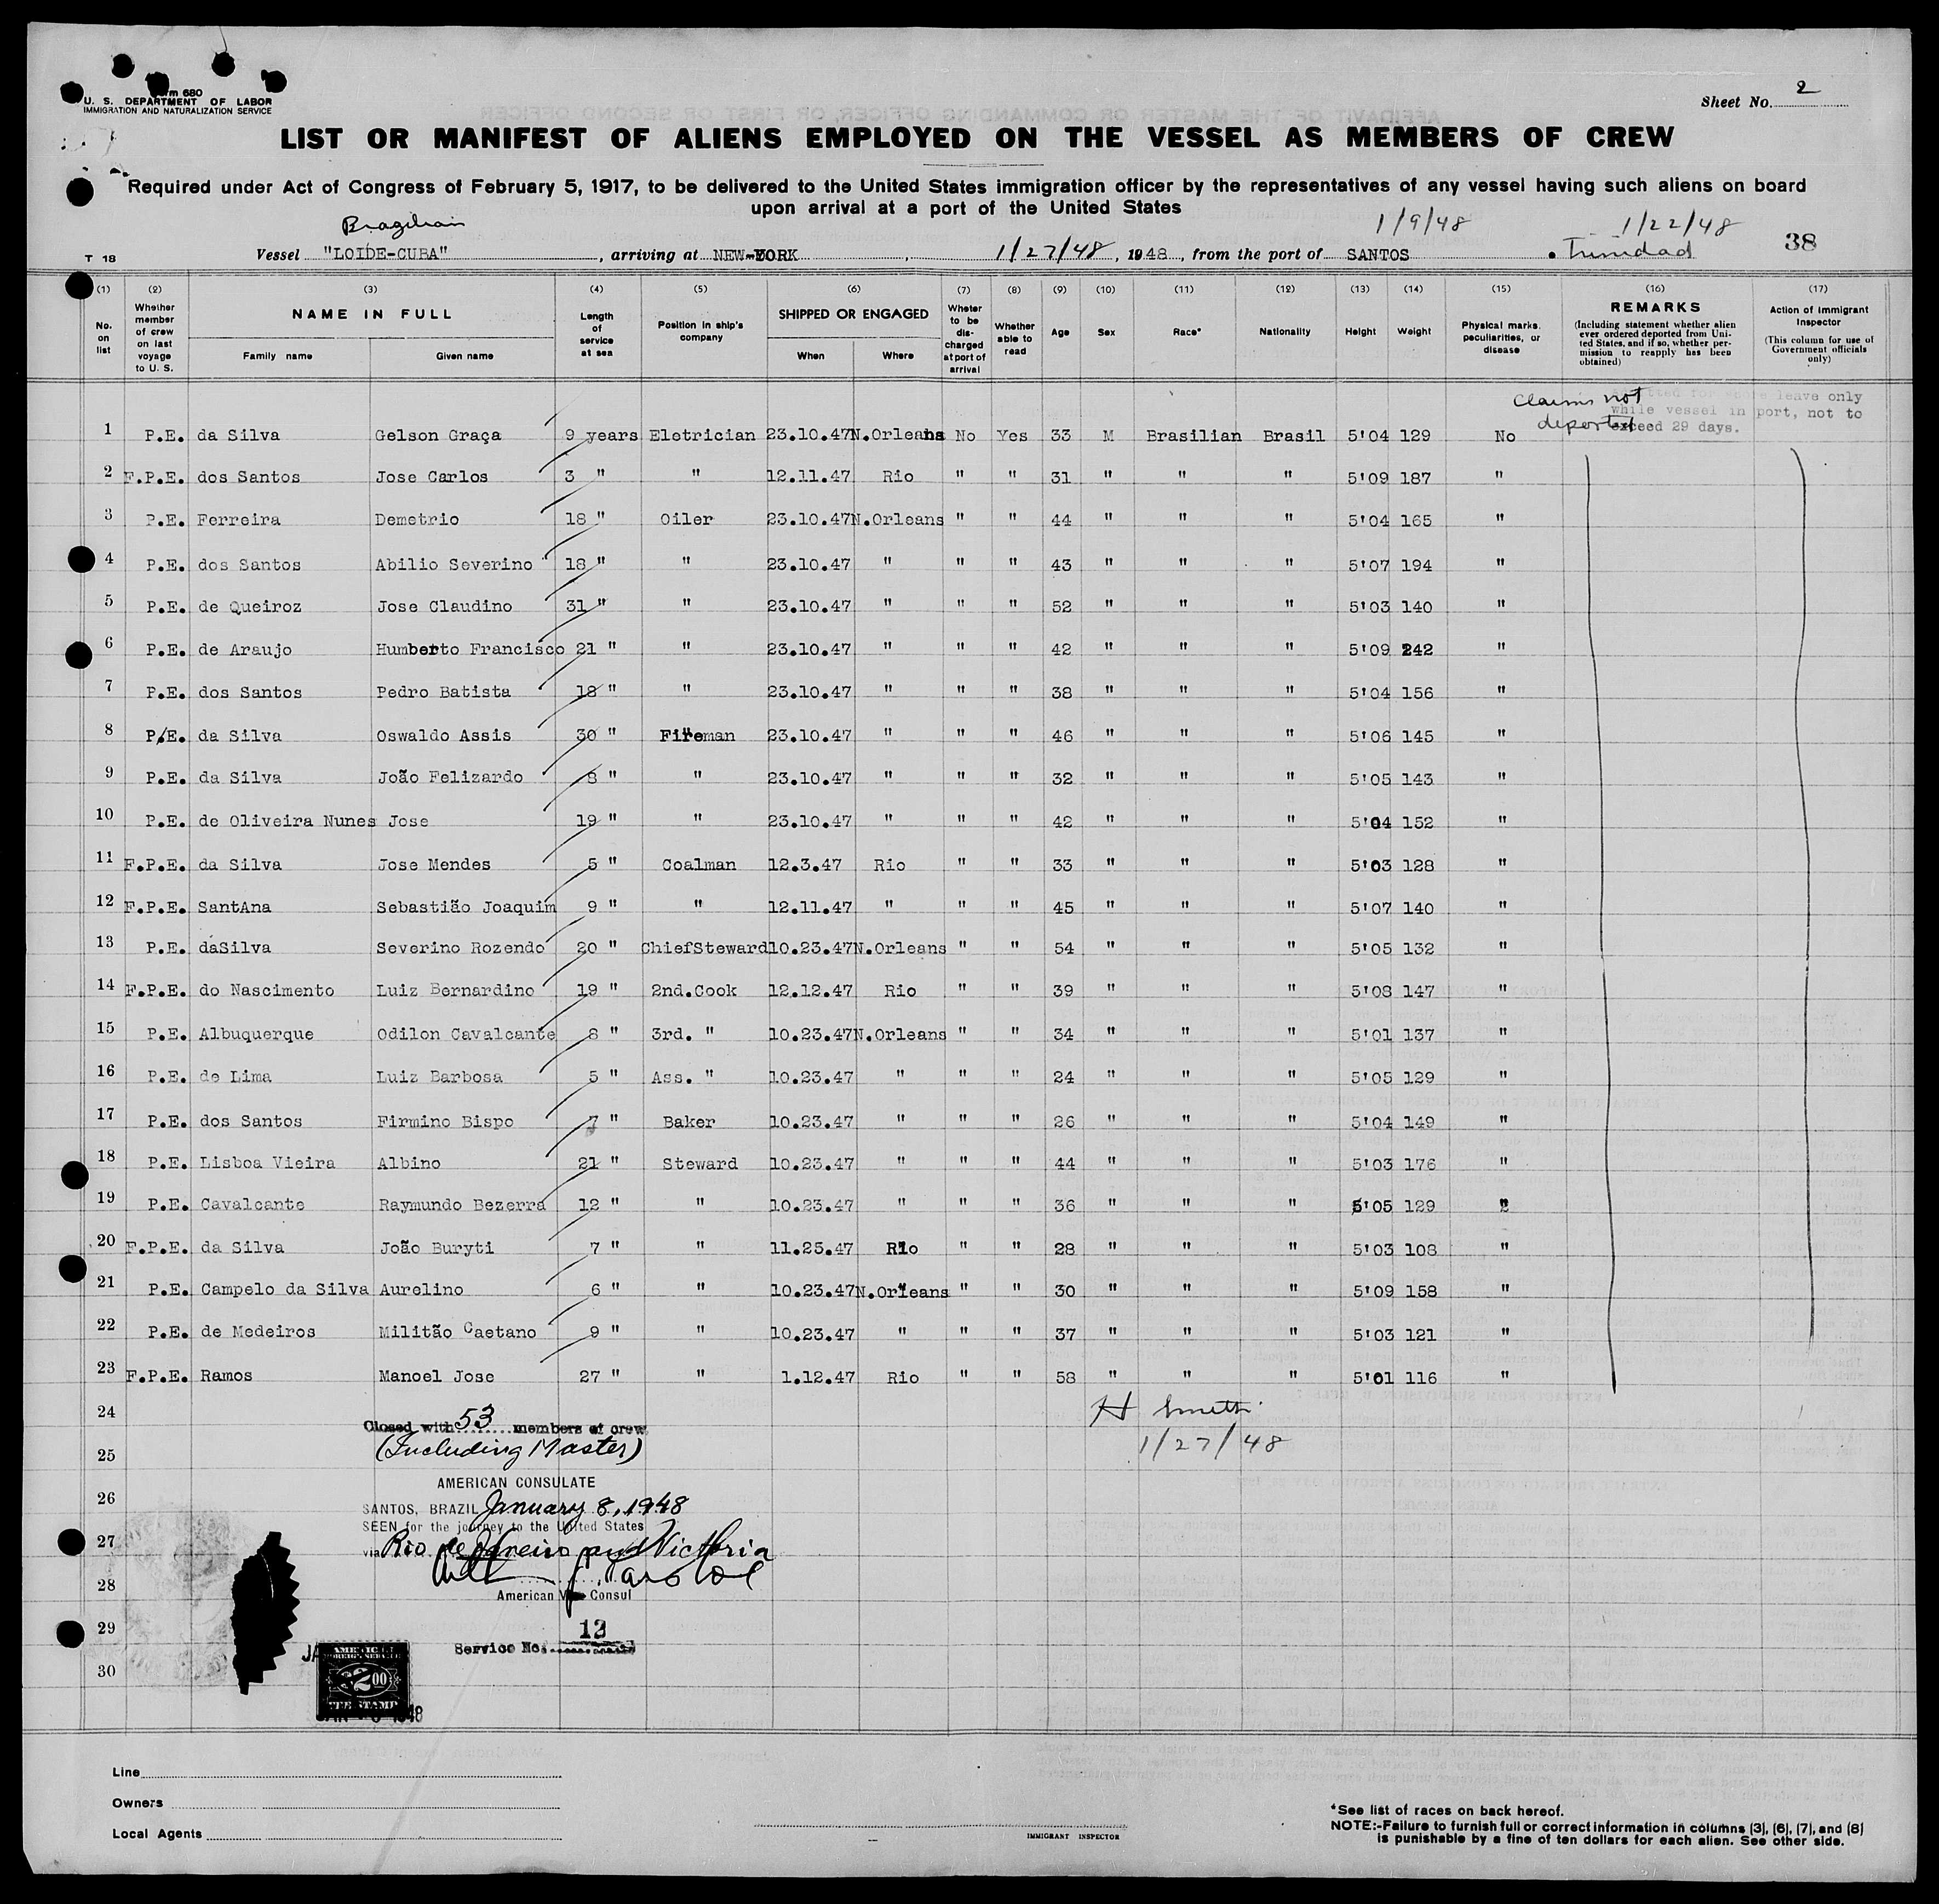 Form 680
U. S. DEPARTMENT OF LABOR
IMMIGRATION AND NATURALIZATION SERVICE
Sheet No. 2
LIST OR MANIFEST OF ALIENS EMPLOYED ON THE VESSEL AS MEMBERS OF CREW
Required under Act of Congress of February 5, 1917, to be delivered to the United States immigration officer by the representatives of any vessel having such aliens on board
upon arrival at a port of the United States
Brazilian 1/9/48 1/22/48
T 18 Vessel "LOIDE-CUBA", arriving at NEW-YORK, 1/27/48, 1948, from the port of SANTOS . Trinidad 38
(1) No. on list
(2) Whether member of crew on last voyage to U. S.
(3) NAME IN FULL Family name Given name
(4) Length of service at sea
(5) Position in ship's company
(6) SHIPPED OR ENGAGED When Where
(7) Wheter to be discharged at port of arrival
(8) Whether able to read
(9) Age
(10) Sex
(11) Race*
(12) Nationality
(13) Height
(14) Weight
(15) Physical marks, peculiarities, or disease
(16) REMARKS (Including statement whether alien ever ordered deported from United States, and if so, whether permission to reapply has been obtained)
(17) Action of Immigrant Inspector (This column for use of Government officials only)
Claims not deported
Admitted for shore leave only
while vessel in port, not to
exceed 29 days.
1 P.E. da Silva Gelson Graça 9 years Eletrician 23.10.47 N.Orleans No Yes 33 M Brasilian Brasil 5'04 129 No
2 F.P.E. dos Santos Jose Carlos 3 " " 12.11.47 Rio " " 31 " " " 5'09 187 "
3 P.E. Ferreira Demetrio 18 " Oiler 23.10.47 N.Orleans " " 44 " " " 5'04 165 "
4 P.E. dos Santos Abilio Severino 18 " " 23.10.47 " " " 43 " " " 5'07 194 "
5 P.E. de Queiroz Jose Claudino 31 " " 23.10.47 " " " 52 " " " 5'03 140 "
6 P.E. de Araujo Humberto Francisco 21 " " 23.10.47 " " " 42 " " " 5'09 242 "
7 P.E. dos Santos Pedro Batista 18 " " 23.10.47 " " " 38 " " " 5'04 156 "
8 P.E. da Silva Oswaldo Assis 30 " Fireman 23.10.47 " " " 46 " " " 5'06 145 "
9 P.E. da Silva João Felizardo 8 " " 23.10.47 " " " 32 " " " 5'05 143 "
10 P.E. de Oliveira Nunes Jose 19 " " 23.10.47 " " " 42 " " " 5'04 152 "
11 F.P.E. da Silva Jose Mendes 5 " Coalman 12.3.47 Rio " " 33 " " " 5'03 128 "
12 F.P.E. SantAna Sebastião Joaquim 9 " " 12.11.47 " " " 45 " " " 5'07 140 "
13 P.E. daSilva Severino Rozendo 20 " ChiefSteward 10.23.47 N.Orleans " " 54 " " " 5'05 132 "
14 F.P.E. do Nascimento Luiz Bernardino 19 " 2nd.Cook 12.12.47 Rio " " 39 " " " 5'08 147 "
15 P.E. Albuquerque Odilon Cavalcante 8 " 3rd. " 10.23.47 N.Orleans " " 34 " " " 5'01 137 "
16 P.E. de Lima Luiz Barbosa 5 " Ass. " 10.23.47 " " " 24 " " " 5'05 129 "
17 P.E. dos Santos Firmino Bispo 7 " Baker 10.23.47 " " " 26 " " " 5'04 149 "
18 P.E. Lisboa Vieira Albino 21 " Steward 10.23.47 " " " 44 " " " 5'03 176 "
19 P.E. Cavalcante Raymundo Bezerra 12 " " 10.23.47 " " " 36 " " " 5'05 129 "
20 F.P.E. da Silva João Buryti 7 " " 11.25.47 Rio " " 28 " " " 5'03 108 "
21 P.E. Campelo da Silva Aurelino 6 " " 10.23.47 N.Orleans " " 30 " " " 5'09 158 "
22 P.E. de Medeiros Militão Caetano 9 " " 10.23.47 " " " 37 " " " 5'03 121 "
23 F.P.E. Ramos Manoel Jose 27 " " 1.12.47 Rio " " 58 " " " 5'01 116 "
24
H Smith
Closed with 53 members of crew
25 (Including Master) 1/27/48
AMERICAN CONSULATE
26 SANTOS, BRAZIL January 8, 1948
SEEN for the journey to the United States
27 via Rio de Janeiro and Victoria
28
American Consul
29 12
Service No.
30
AMERICAN
FOREIGN SERVICE
$2.00
FEE STAMP
JAN 1948
Line
Owners
Local Agents
IMMIGRANT INSPECTOR
*See list of races on back hereof.
NOTE:-Failure to furnish full or correct information in columns (3), (6), (7), and (8)
is punishable by a fine of ten dollars for each alien. See other side.